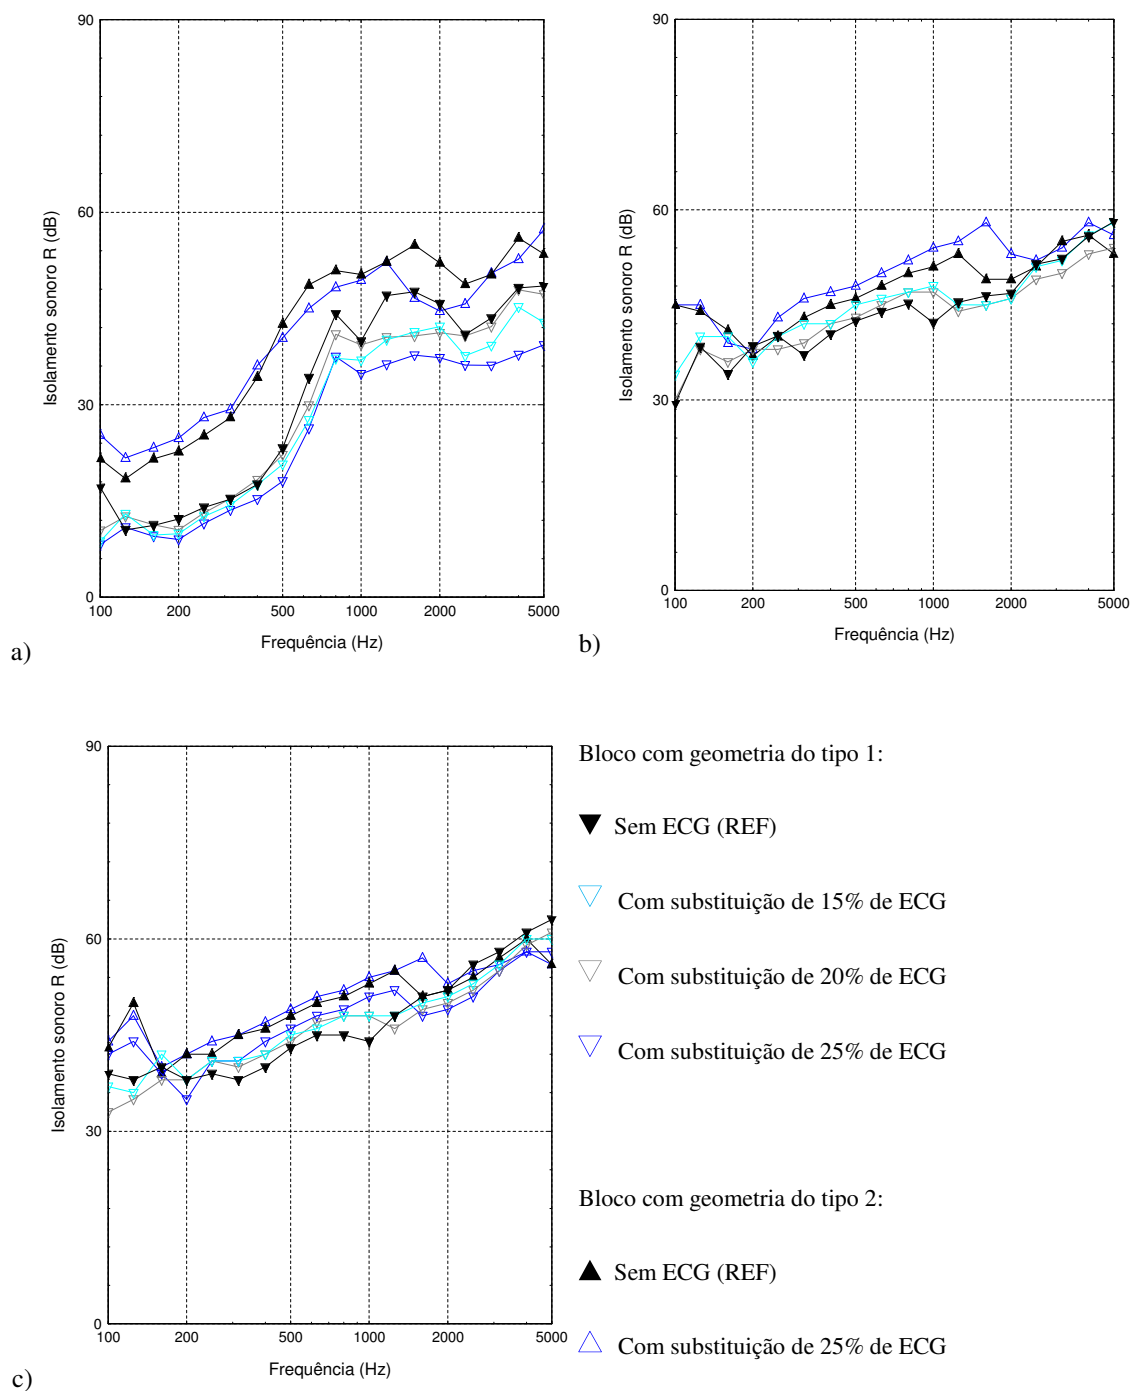 90
60
30
0
Isolamento sonoro R (dB)
100 200 500 1000 2000 5000
Frequência (Hz)
a)
90
60
30
0
Isolamento sonoro R (dB)
100 200 500 1000 2000 5000
Frequência (Hz)
b)
90
60
30
0
Isolamento sonoro R (dB)
100 200 500 1000 2000 5000
Frequência (Hz)
c)
Bloco com geometria do tipo 1:
Sem ECG (REF)
Com substituição de 15% de ECG
Com substituição de 20% de ECG
Com substituição de 25% de ECG
Bloco com geometria do tipo 2:
Sem ECG (REF)
Com substituição de 25% de ECG